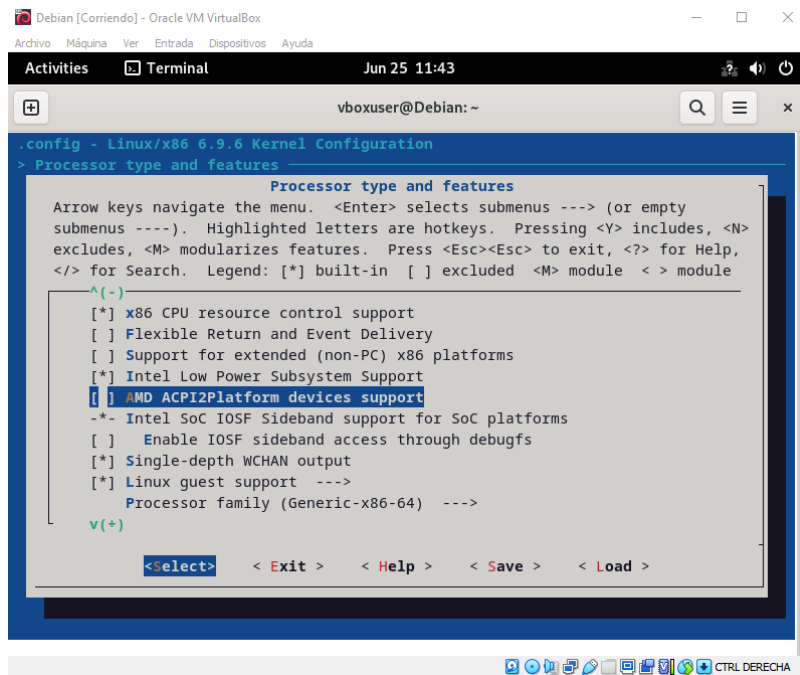 Debian [Corriendo] - Oracle VM VirtualBox
Archivo Máquina Ver Entrada Dispositivos Ayuda
Activities Terminal Jun 25 11:43
vboxuser@Debian: ~
.config - Linux/x86 6.9.6 Kernel Configuration
> Processor type and features
Processor type and features
Arrow keys navigate the menu. <Enter> selects submenus ---> (or empty
submenus ----). Highlighted letters are hotkeys. Pressing <Y> includes, <N>
excludes, <M> modularizes features. Press <Esc><Esc> to exit, <?> for Help,
</> for Search. Legend: [*] built-in [ ] excluded <M> module < > module
^(-)
[*] x86 CPU resource control support
[ ] Flexible Return and Event Delivery
[ ] Support for extended (non-PC) x86 platforms
[*] Intel Low Power Subsystem Support
[ ] AMD ACPI2Platform devices support
-*- Intel SoC IOSF Sideband support for SoC platforms
[ ] Enable IOSF sideband access through debugfs
[*] Single-depth WCHAN output
[*] Linux guest support --->
Processor family (Generic-x86-64) --->
v(+)
<Select> < Exit > < Help > < Save > < Load >
CTRL DERECHA